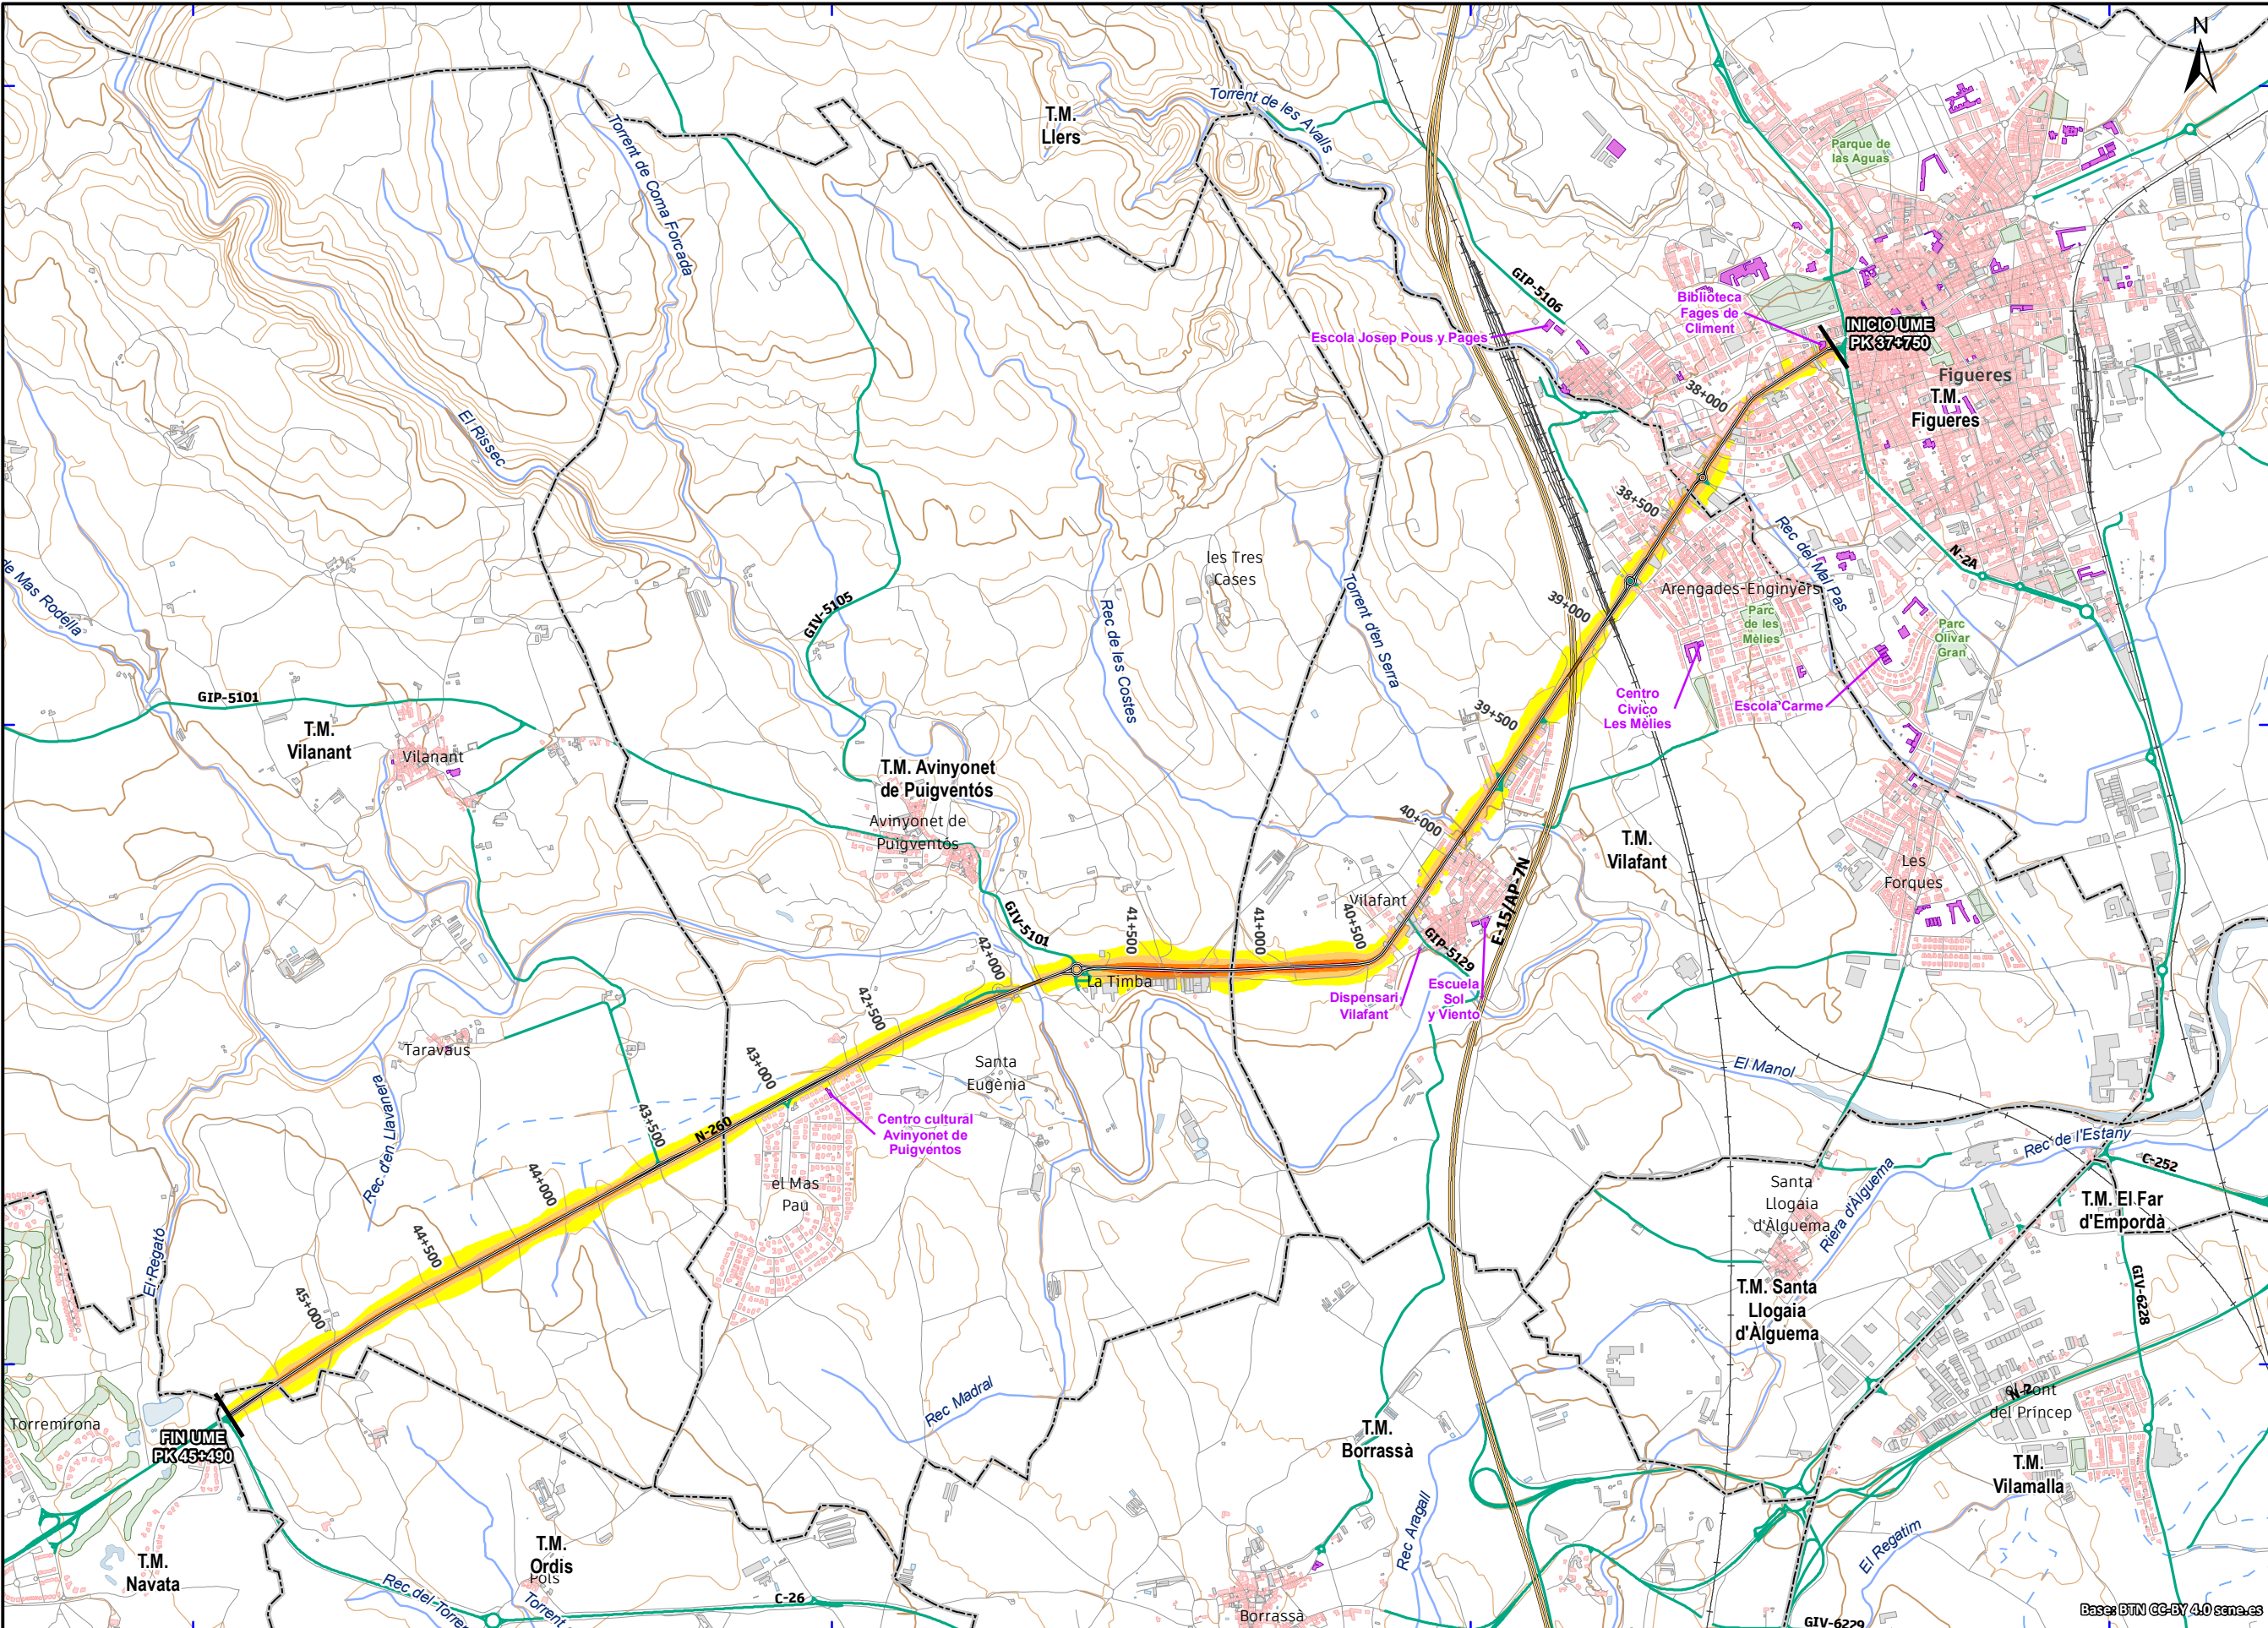 N
T.M.
Llers
Torrent de les Avalls
Torrent de Coma Forcada
Parque de
las Aguas
GIP-5106
Biblioteca
Fages de
Climent
Escola Josep Pous y Pages
INICIO UME
PK 37+750
Figueres
T.M.
Figueres
38+000
El Rissec
38+500
Rec del Mal Pas
N-2A
les Tres
Cases
Torrent d'en Serra
Arengades-Enginyers
39+000
de Mas Rodella
GIV-5105
Rec de les Costes
Parc
de les
Mèlies
Parc
Olivar
Gran
GIP-5101
Centro
Civico
Les Mèlies
Escola Carme
39+500
T.M.
Vilanant
Vilanant
T.M. Avinyonet
de Puigventós
Avinyonet de
Puigventós
40+000
T.M.
Vilafant
Les
Forques
Vilafant
E-15/AP-7N
GIV-5101
41+500
41+000
40+500
GIP-5129
42+000
La Timba
Dispensari
Vilafant
Escuela
Sol
y Viento
42+500
Taravaus
43+000
Santa
Eugènia
El Manol
Rec d'en Llavanera
43+500
N-260
Centro cultural
Avinyonet de
Puigventos
Rec de l'Estany
C-252
44+000
el Mas
Pau
Santa
Llogaia
d'Àlguema
Riera d'Àlguema
T.M. El Far
d'Empordà
El Regató
44+500
45+000
T.M. Santa
Llogaia
d'Àlguema
GIV-6228
Rec Madral
N-2
el Pont
del Príncep
Torremirona
FIN UME
PK 45+490
T.M.
Borrassà
T.M.
Vilamalla
Rec Aragall
El Regatim
T.M.
Navata
T.M.
Ordis
Pols
Rec del Torre
Torrent
C-26
Borrassà
GIV-6229
Base: BTN CC-BY 4.0 scne.es